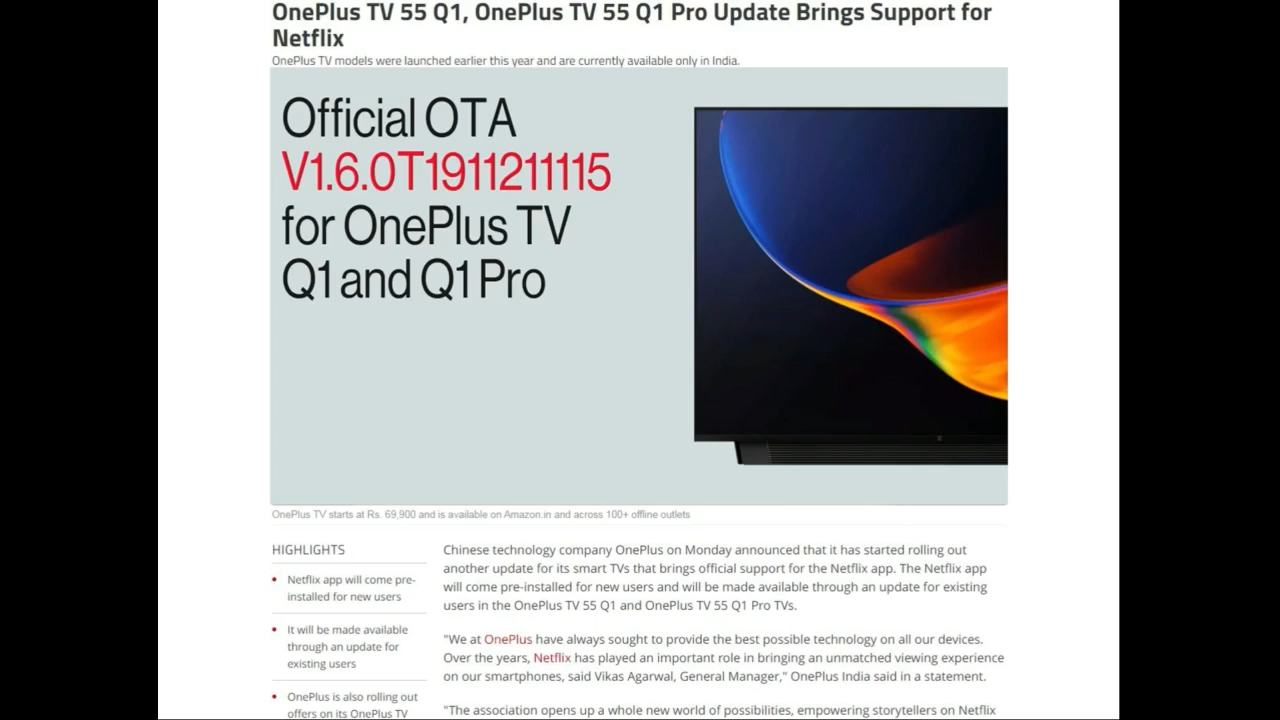 OnePlus TV 55 Q1, OnePlus TV 55 Q1 Pro Update Brings Support for
Netflix
OnePlus TV models were launched earlier this year and are currently available only in India.
Official OTA
V1.6.0T1911211115
for OnePlus TV
Q1 and Q1 Pro
OnePlus TV starts at Rs. 69,900 and is available on Amazon.in and across 100+ offline outlets
HIGHLIGHTS
Netflix app will come pre-
installed for new users
It will be made available
through an update for
existing users
OnePlus is also rolling out
offers on its OnePlus TV
Chinese technology company OnePlus on Monday announced that it has started rolling out
another update for its smart TVs that brings official support for the Netflix app. The Netflix app
will come pre-installed for new users and will be made available through an update for existing
users in the OnePlus TV 55 Q1 and OnePlus TV 55 Q1 Pro TVs.
"We at OnePlus have always sought to provide the best possible technology on all our devices.
Over the years, Netflix has played an important role in bringing an unmatched viewing experience
on our smartphones, said Vikas Agarwal, General Manager," OnePlus India said in a statement.
"The association opens up a whole new world of possibilities, empowering storytellers on Netflix